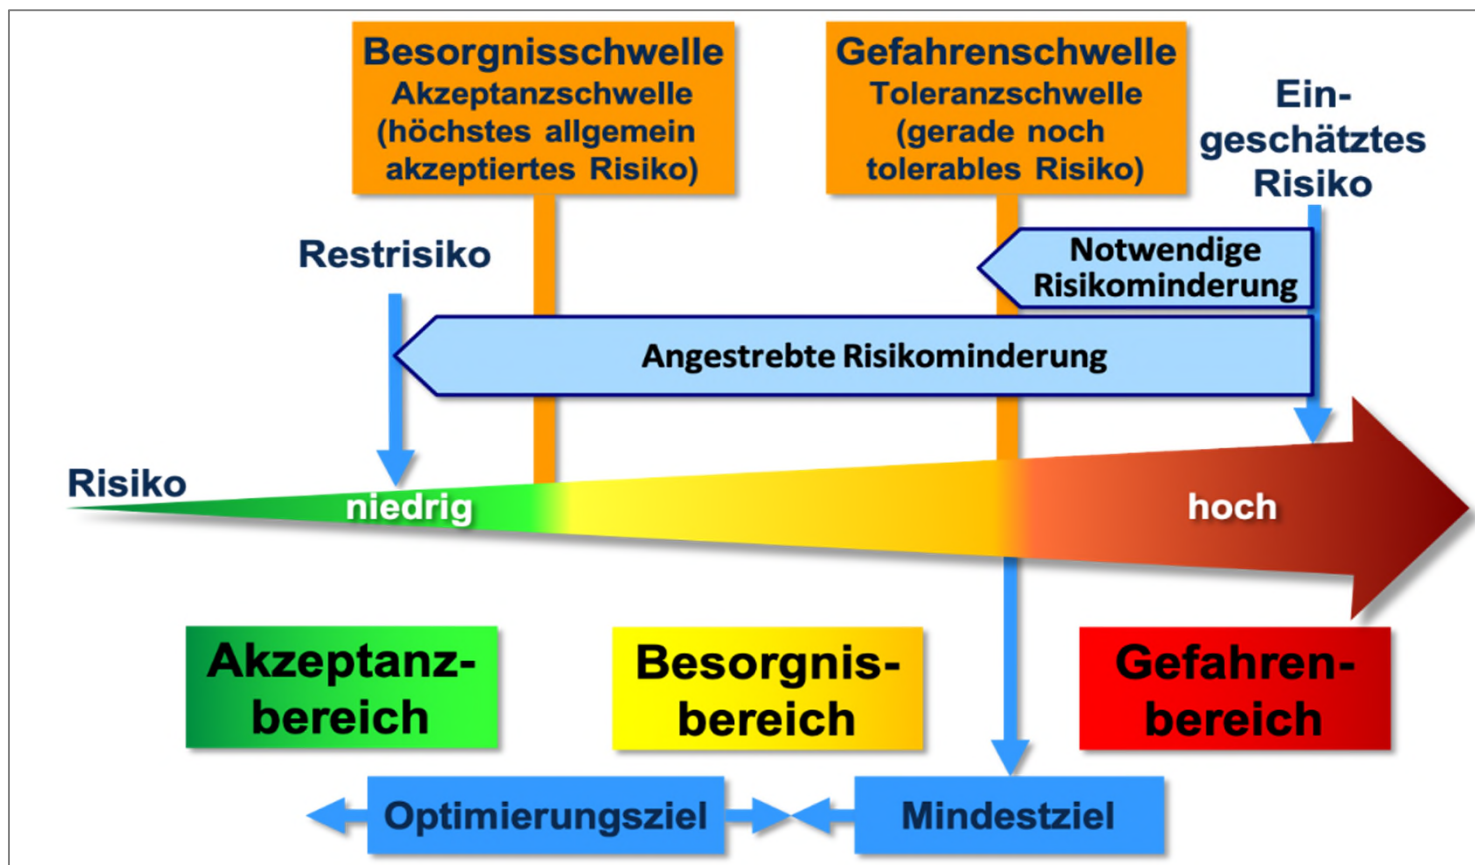 Besorgnisschwelle
Akzeptanzschwelle
(höchstes allgemein
akzeptiertes Risiko)
Gefahrenschwelle
Toleranzschwelle
(gerade noch
tolerables Risiko)
Ein-
geschätztes
Risiko
Restrisiko
Notwendige
Risikominderung
Angestrebte Risikominderung
Risiko
niedrig
hoch
Akzeptanz-
bereich
Besorgnis-
bereich
Gefahren-
bereich
Optimierungsziel
Mindestziel